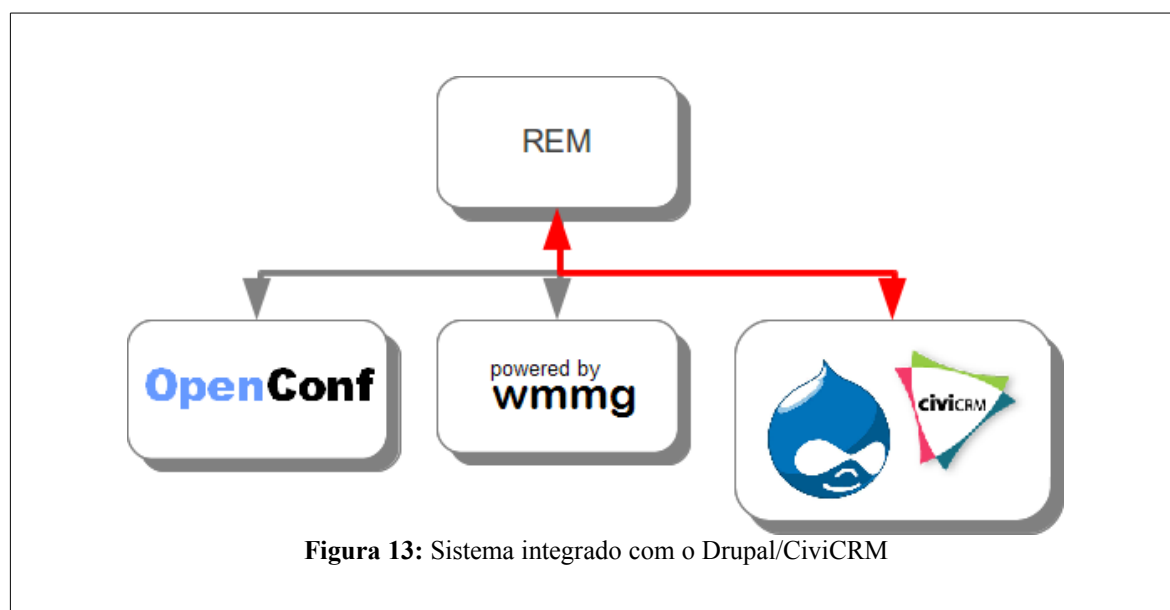 REM
OpenConf
powered by
wmmg
civiCRM
Figura 13: Sistema integrado com o Drupal/CiviCRM